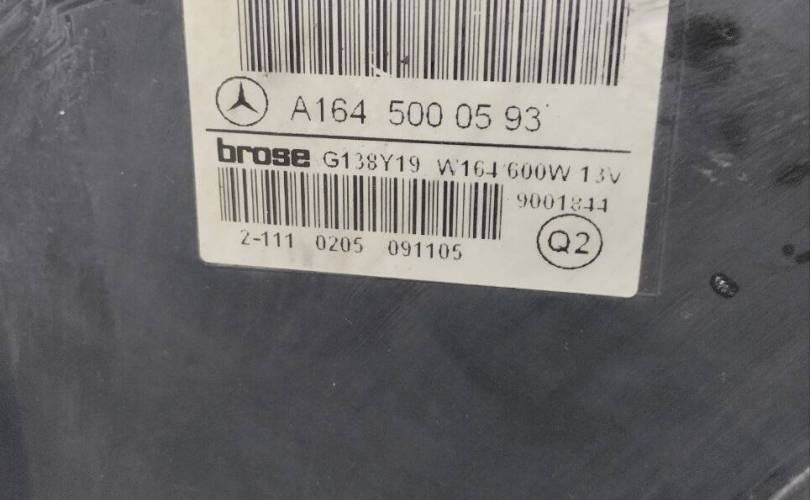 A164 500 05 93
brose G138Y19 W164 600W 13V
9001844
2-111 0205 091105
Q2